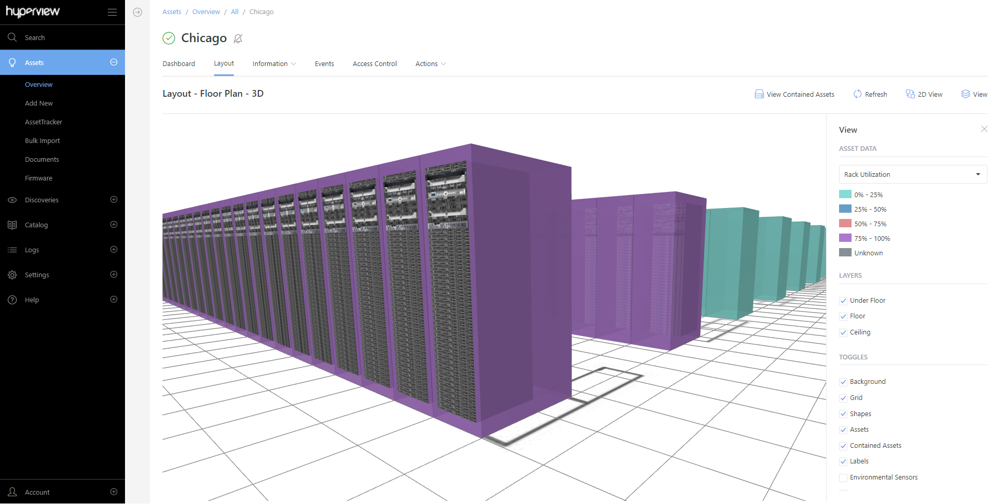 hyperview
Search
Assets
Overview
Add New
AssetTracker
Bulk Import
Documents
Firmware
Discoveries
Catalog
Logs
Settings
Help
Account
Assets / Overview / All / Chicago
Chicago
Dashboard Layout Information Events Access Control Actions
Layout - Floor Plan - 3D
View Contained Assets Refresh 2D View View
View
ASSET DATA
Rack Utilization
0% - 25%
25% - 50%
50% - 75%
75% - 100%
Unknown
LAYERS
Under Floor
Floor
Ceiling
TOGGLES
Background
Grid
Shapes
Assets
Contained Assets
Labels
Environmental Sensors